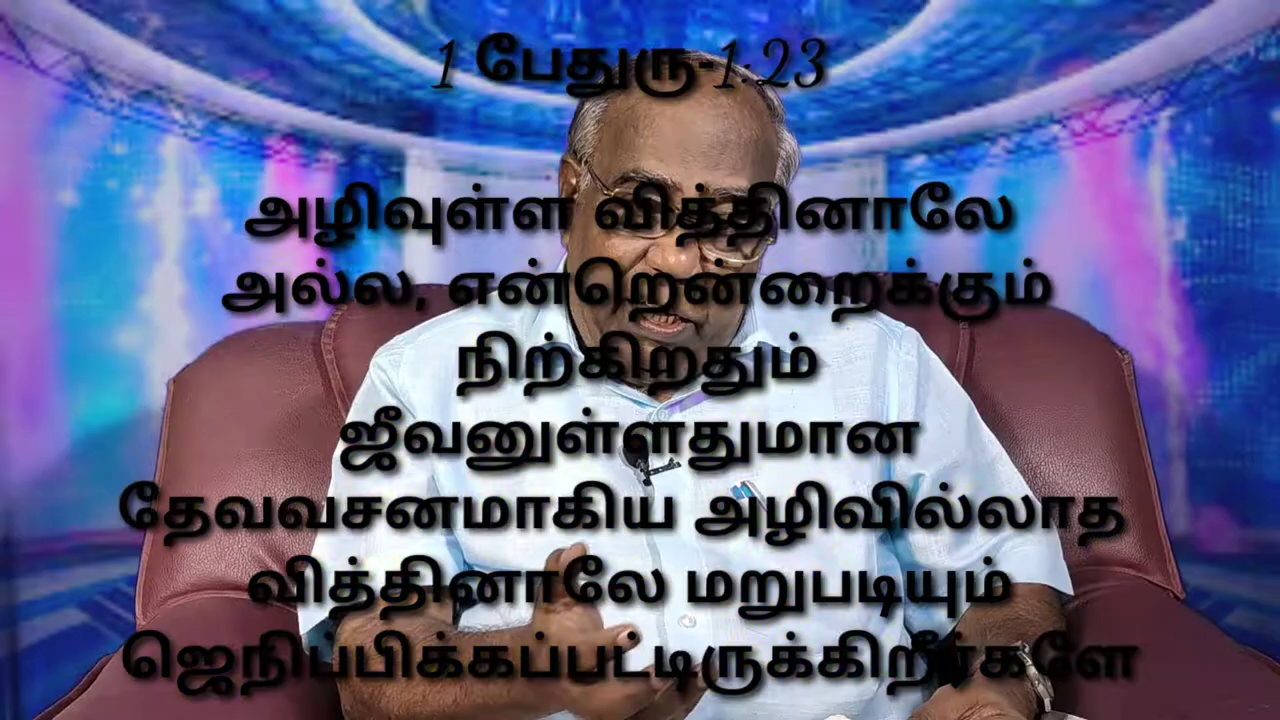 1 பேதுரு-1:23
அழிவுள்ள வித்தினாலே
அல்ல, என்றென்றைக்கும்
நிற்கிறதும்
ஜீவனுள்ளதுமான
தேவவசனமாகிய அழிவில்லாத
வித்தினாலே மறுபடியும்
ஜெநிப்பிக்கப்பட்டிருக்கிறீர்களே